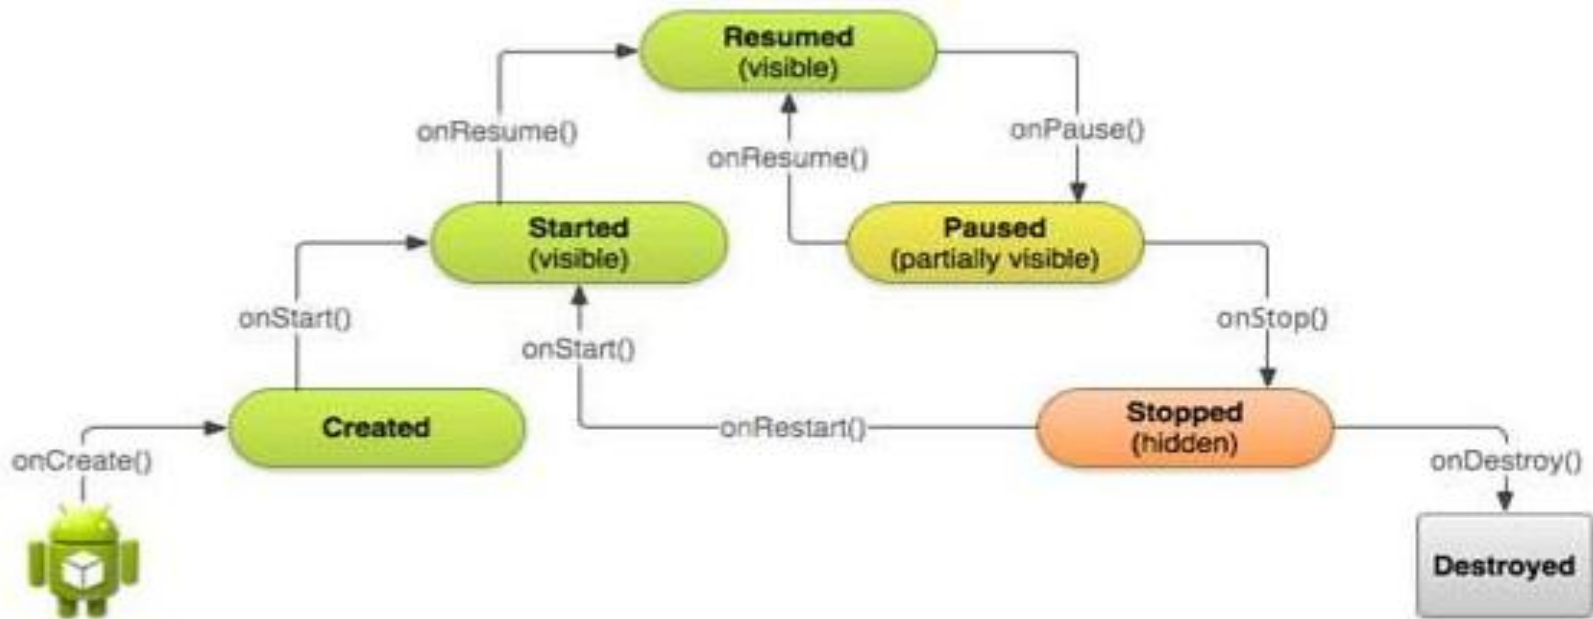 Resumed
(visible)
onResume()
onPause()
onResume()
Started
(visible)
Paused
(partially visible)
onStart()
onStart()
onStop()
Created
onRestart()
Stopped
(hidden)
onCreate()
onDestroy()
Destroyed